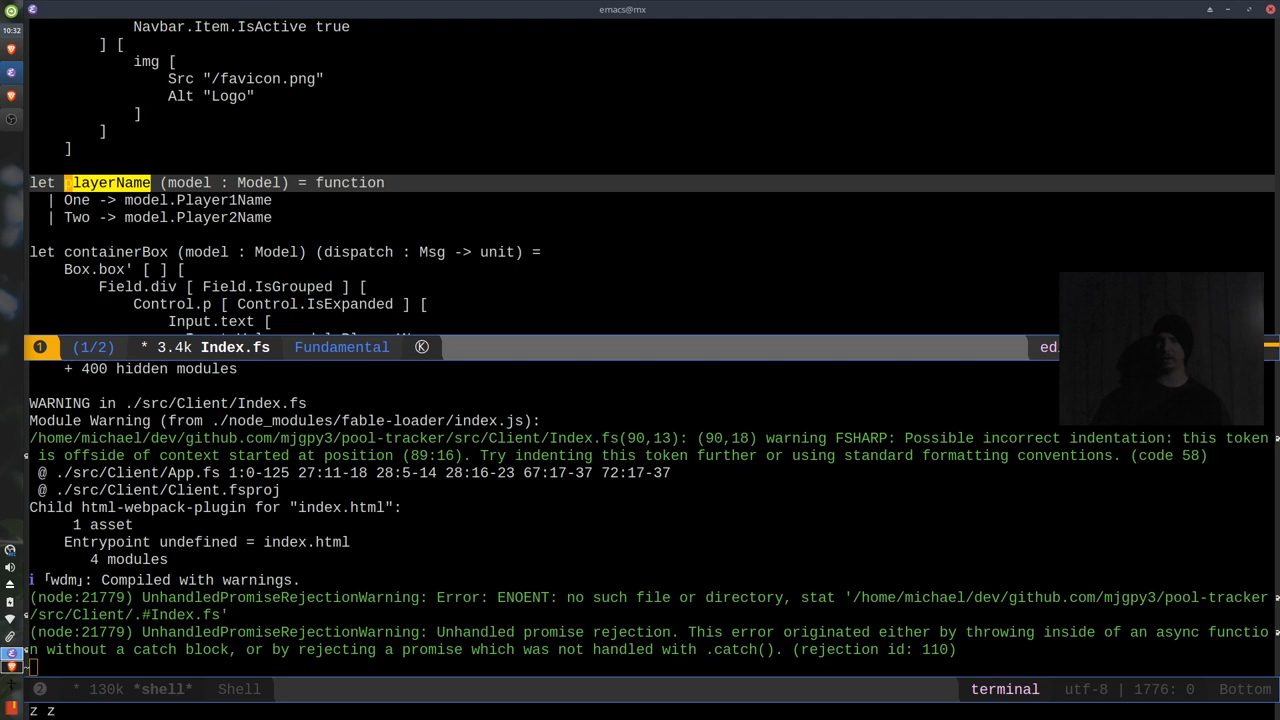 emacs@mx
10:32
            Navbar.Item.IsActive true
        ] [
            img [
                Src "/favicon.png"
                Alt "Logo"
            ]
        ]
    ]
let playerName (model : Model) = function
  | One -> model.Player1Name
  | Two -> model.Player2Name
let containerBox (model : Model) (dispatch : Msg -> unit) =
    Box.box' [ ] [
        Field.div [ Field.IsGrouped ] [
            Control.p [ Control.IsExpanded ] [
                Input.text [
1 (1/2) * 3.4k Index.fs Fundamental K edi
    + 400 hidden modules
WARNING in ./src/Client/Index.fs
Module Warning (from ./node_modules/fable-loader/index.js):
/home/michael/dev/github.com/mjgpy3/pool-tracker/src/Client/Index.fs(90,13): (90,18) warning FSHARP: Possible incorrect indentation: this token
 is offside of context started at position (89:16). Try indenting this token further or using standard formatting conventions. (code 58)
 @ ./src/Client/App.fs 1:0-125 27:11-18 28:5-14 28:16-23 67:17-37 72:17-37
 @ ./src/Client/Client.fsproj
Child html-webpack-plugin for "index.html":
     1 asset
    Entrypoint undefined = index.html
       4 modules
ℹ ｢wdm｣: Compiled with warnings.
(node:21779) UnhandledPromiseRejectionWarning: Error: ENOENT: no such file or directory, stat '/home/michael/dev/github.com/mjgpy3/pool-tracker
/src/Client/.#Index.fs'
(node:21779) UnhandledPromiseRejectionWarning: Unhandled promise rejection. This error originated either by throwing inside of an async functio
n without a catch block, or by rejecting a promise which was not handled with .catch(). (rejection id: 110)
2 * 130k *shell* Shell terminal utf-8 | 1776: 0 Bottom
z z